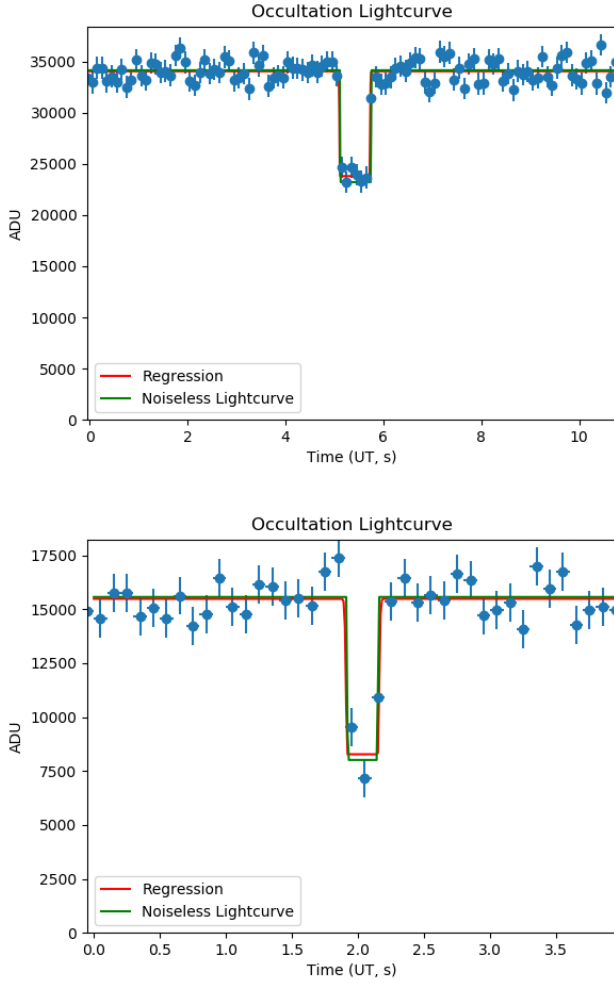 Occultation Lightcurve
35000
30000
25000
20000
15000
10000
5000
0
ADU
Regression
Noiseless Lightcurve
0 2 4 6 8 10
Time (UT, s)
Occultation Lightcurve
17500
15000
12500
10000
7500
5000
2500
0
ADU
Regression
Noiseless Lightcurve
0.0 0.5 1.0 1.5 2.0 2.5 3.0 3.5
Time (UT, s)